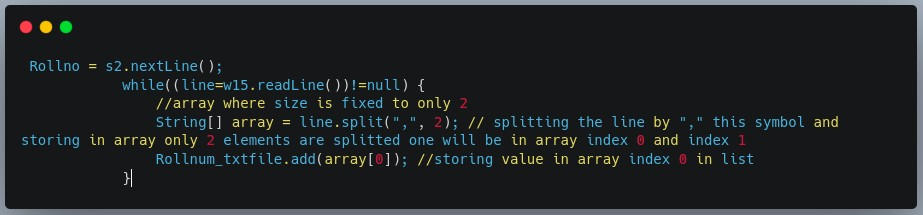 Rollno = s2.nextLine();
while((line=w15.readLine())!=null) {
//array where size is fixed to only 2
String[] array = line.split(",", 2); // splitting the line by "," this symbol and
storing in array only 2 elements are splitted one will be in array index 0 and index 1
Rollnum_txtfile.add(array[0]); //storing value in array index 0 in list
}